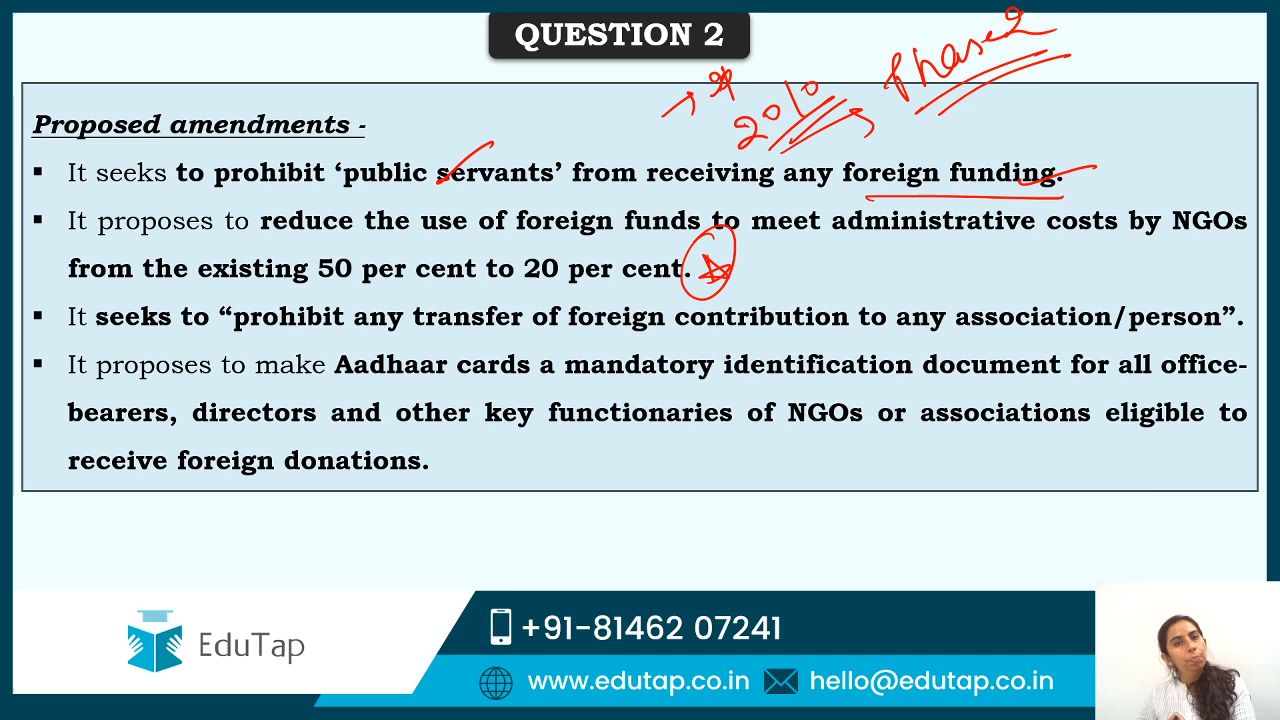 QUESTION 2
20%
Phase 2
Proposed amendments -
▪ It seeks to prohibit ‘public servants’ from receiving any foreign funding.
▪ It proposes to reduce the use of foreign funds to meet administrative costs by NGOs
from the existing 50 per cent to 20 per cent.
▪ It seeks to “prohibit any transfer of foreign contribution to any association/person”.
▪ It proposes to make Aadhaar cards a mandatory identification document for all office-
bearers, directors and other key functionaries of NGOs or associations eligible to
receive foreign donations.
EduTap
+91-81462 07241
www.edutap.co.in hello@edutap.co.in